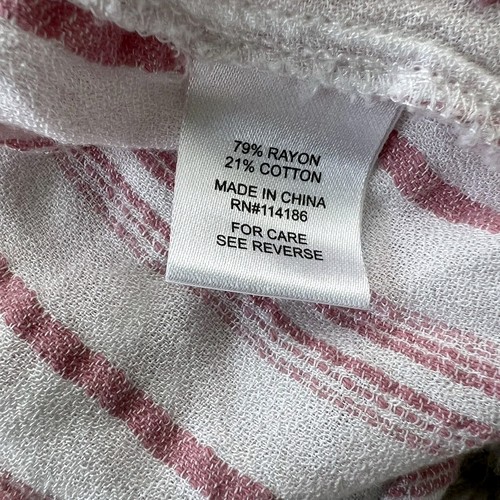 79% RAYON
21% COTTON
MADE IN CHINA
RN#114186
FOR CARE
SEE REVERSE